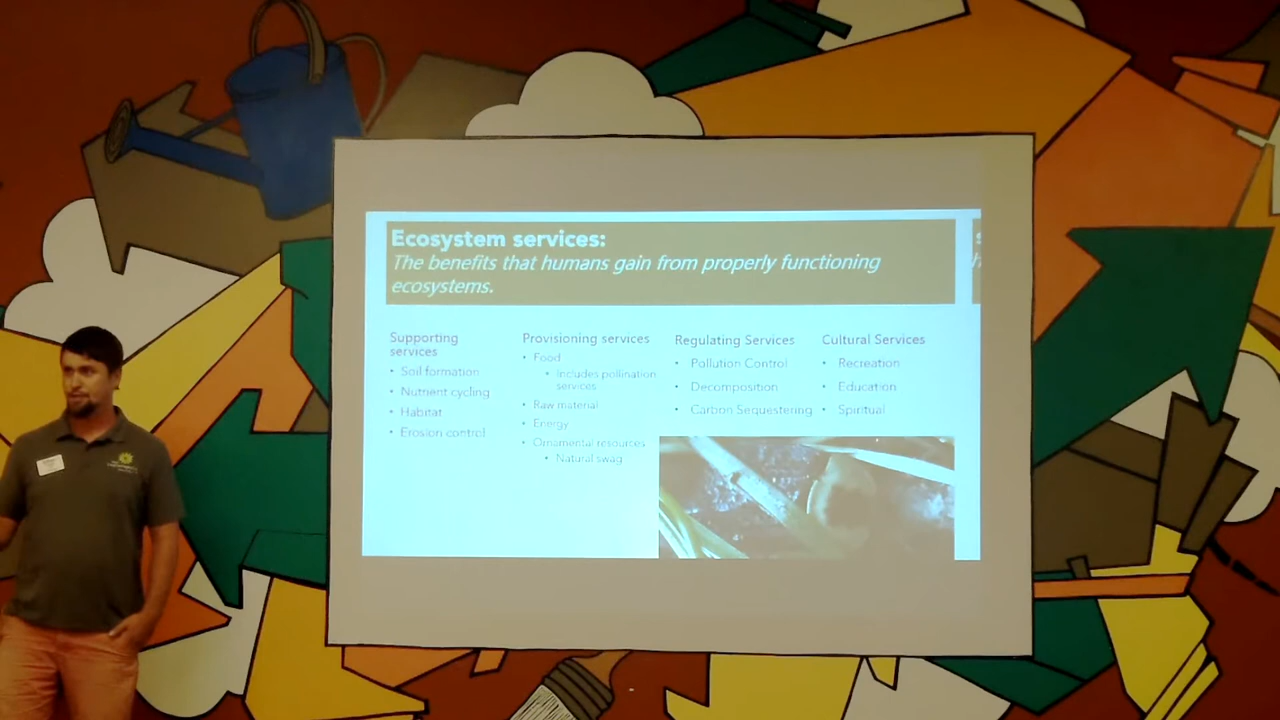 Ecosystem services:
The benefits that humans gain from properly functioning
ecosystems.
Supporting
services
• Soil formation
• Nutrient cycling
• Habitat
• Erosion control
Provisioning services
• Food
• Includes pollination
services
• Raw material
• Energy
• Ornamental resources
• Natural swag
Regulating Services
• Pollution Control
• Decomposition
• Carbon Sequestering
Cultural Services
• Recreation
• Education
• Spiritual